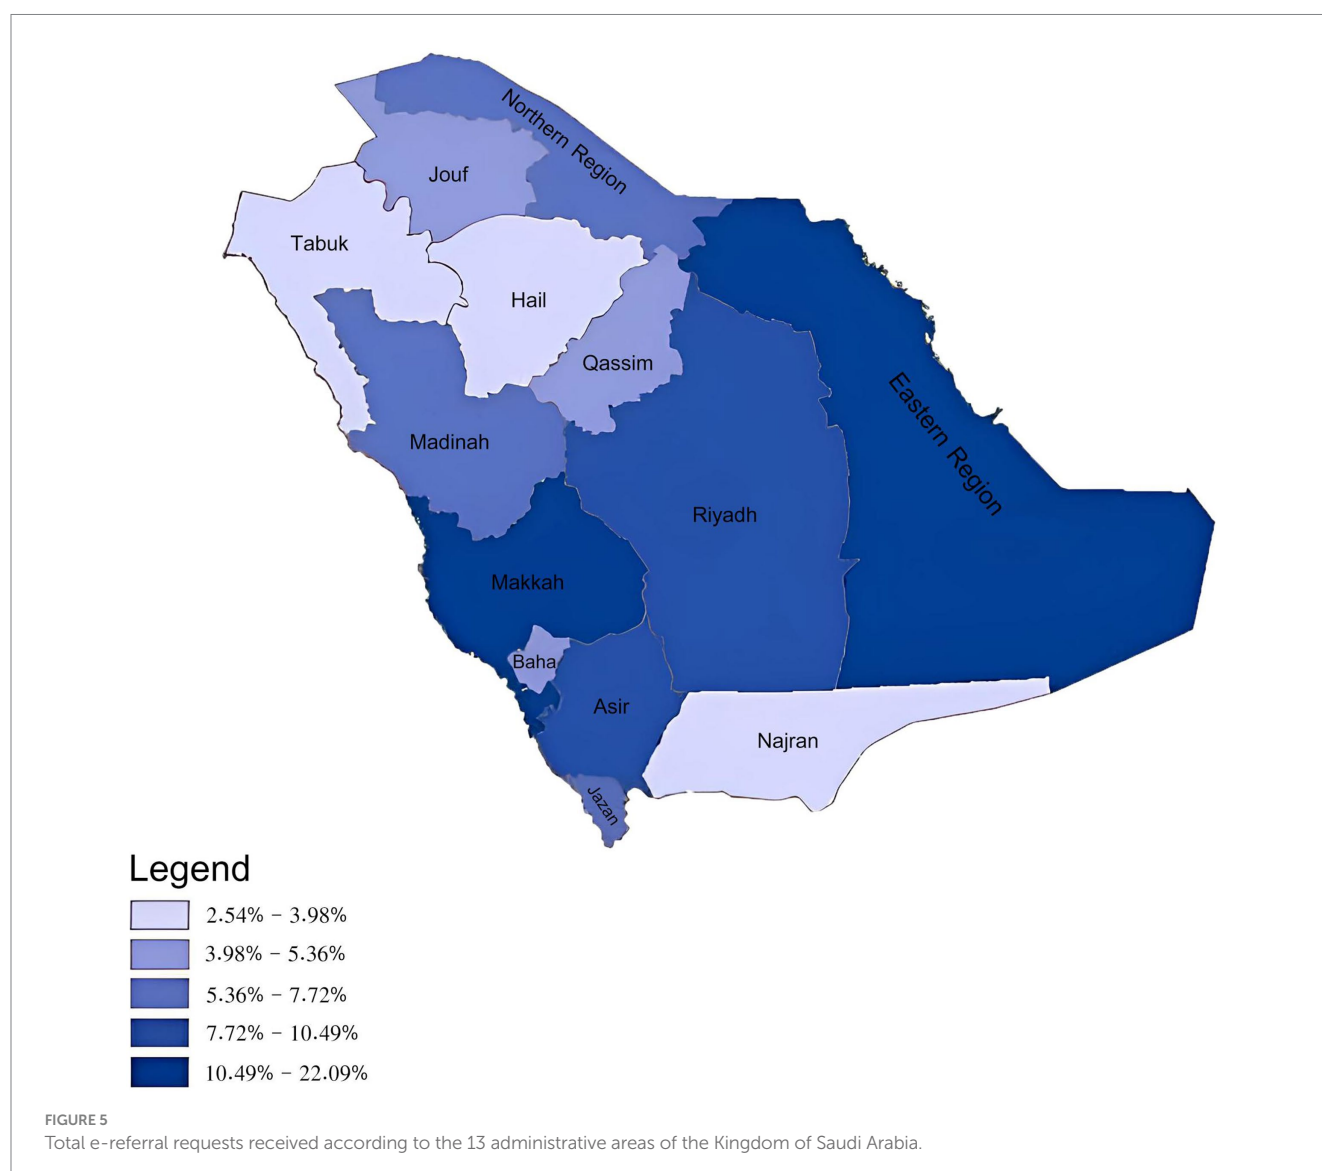 Northern Region
Jouf
Tabuk
Hail
Qassim
Eastern Region
Madinah
Riyadh
Makkah
Baha
Asir
Najran
Jazan
Legend
2.54% – 3.98%
3.98% – 5.36%
5.36% – 7.72%
7.72% – 10.49%
10.49% – 22.09%
FIGURE 5
Total e-referral requests received according to the 13 administrative areas of the Kingdom of Saudi Arabia.